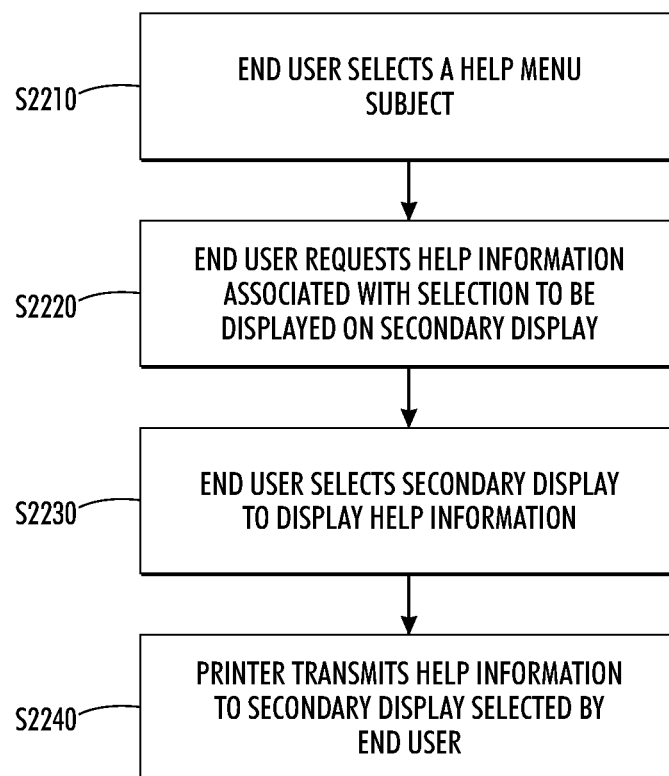 S2210
END USER SELECTS A HELP MENU
SUBJECT
S2220
END USER REQUESTS HELP INFORMATION
ASSOCIATED WITH SELECTION TO BE
DISPLAYED ON SECONDARY DISPLAY
S2230
END USER SELECTS SECONDARY DISPLAY
TO DISPLAY HELP INFORMATION
S2240
PRINTER TRANSMITS HELP INFORMATION
TO SECONDARY DISPLAY SELECTED BY
END USER